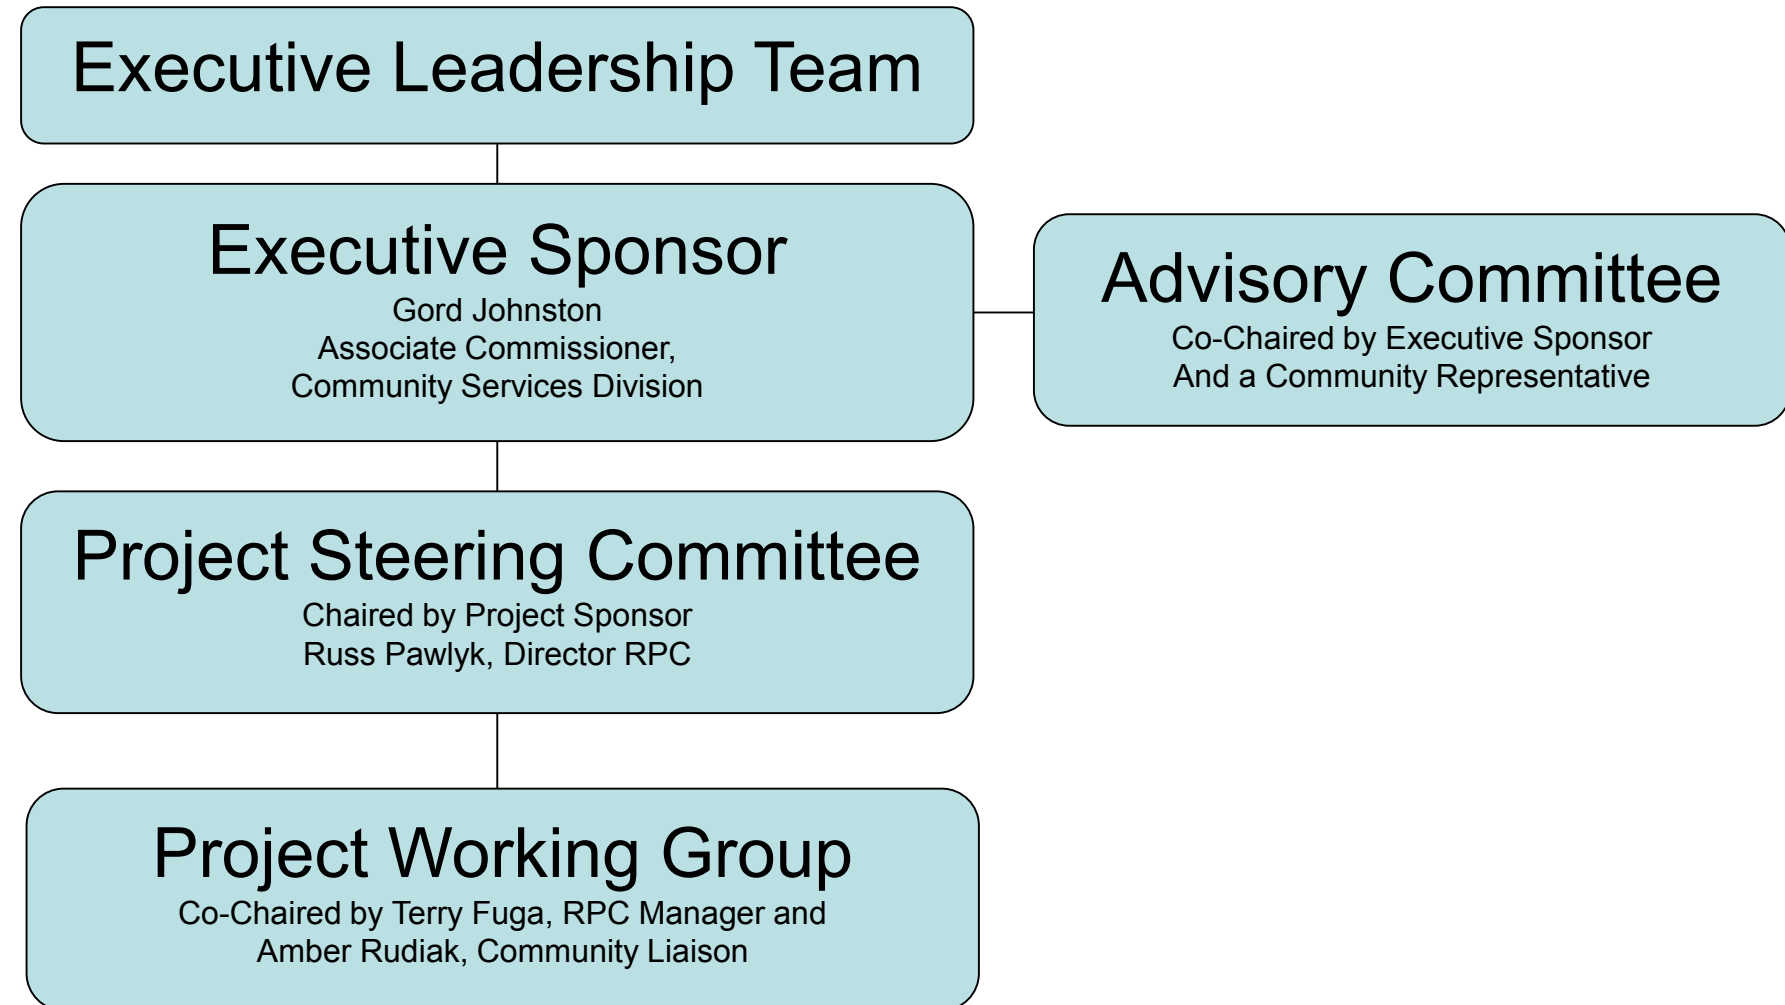 Executive Leadership Team
Executive Sponsor
Gord Johnston
Associate Commissioner,
Community Services Division
Advisory Committee
Co-Chaired by Executive Sponsor
And a Community Representative
Project Steering Committee
Chaired by Project Sponsor
Russ Pawlyk, Director RPC
Project Working Group
Co-Chaired by Terry Fuga, RPC Manager and
Amber Rudiak, Community Liaison